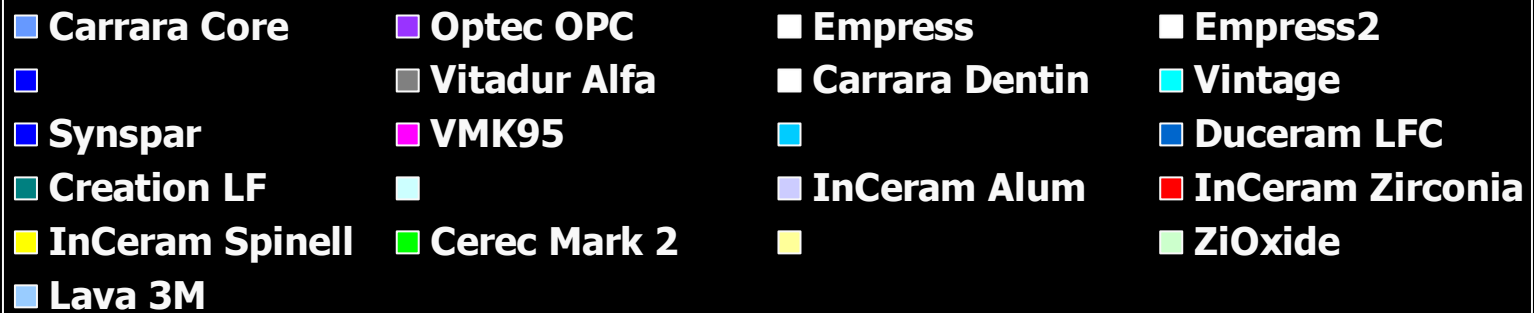 Carrara Core Optec OPC Empress Empress2
Vitadur Alfa Carrara Dentin Vintage
Synspar VMK95 Duceram LFC
Creation LF InCeram Alum InCeram Zirconia
InCeram Spinell Cerec Mark 2 ZiOxide
Lava 3M